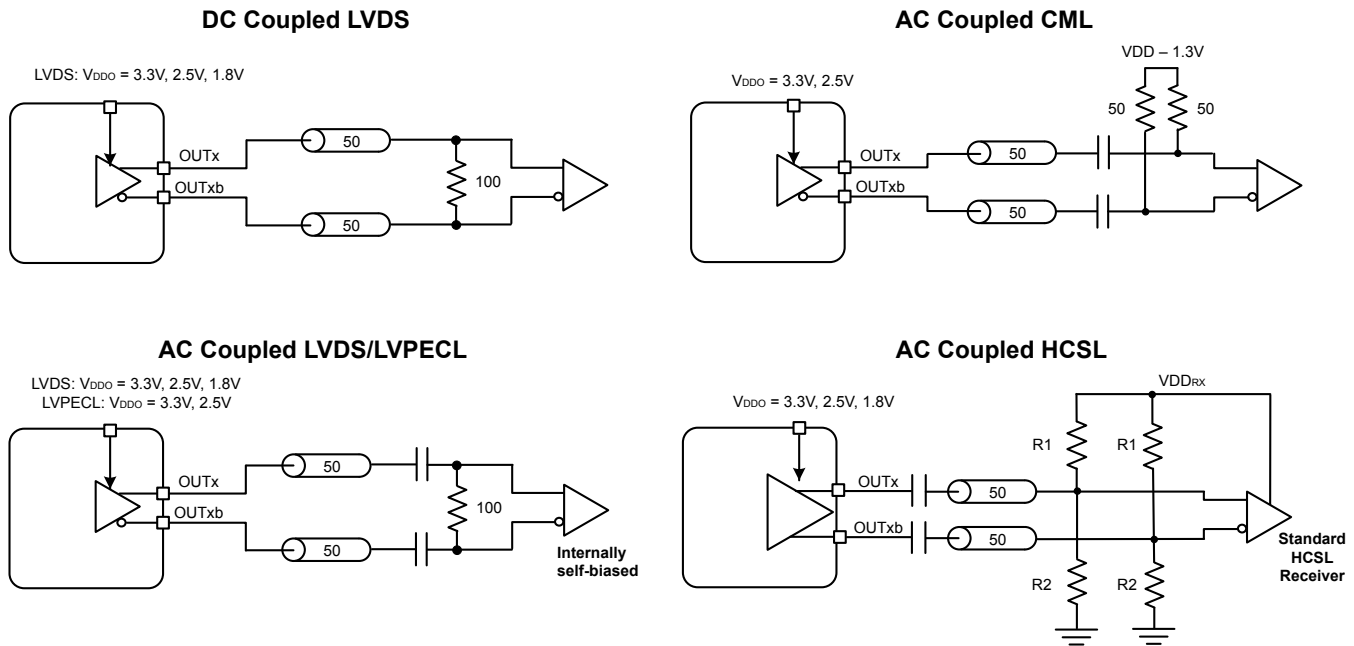 DC Coupled LVDS
LVDS: VDDO = 3.3V, 2.5V, 1.8V
OUTx
OUTxb
50
50
100
AC Coupled CML
VDD – 1.3V
VDDO = 3.3V, 2.5V
50
50
OUTx
OUTxb
50
50
AC Coupled LVDS/LVPECL
LVDS: VDDO = 3.3V, 2.5V, 1.8V
LVPECL: VDDO = 3.3V, 2.5V
OUTx
OUTxb
50
50
100
Internally
self-biased
AC Coupled HCSL
VDDRX
VDDO = 3.3V, 2.5V, 1.8V
R1
R1
OUTx
OUTxb
50
50
R2
R2
Standard
HCSL
Receiver